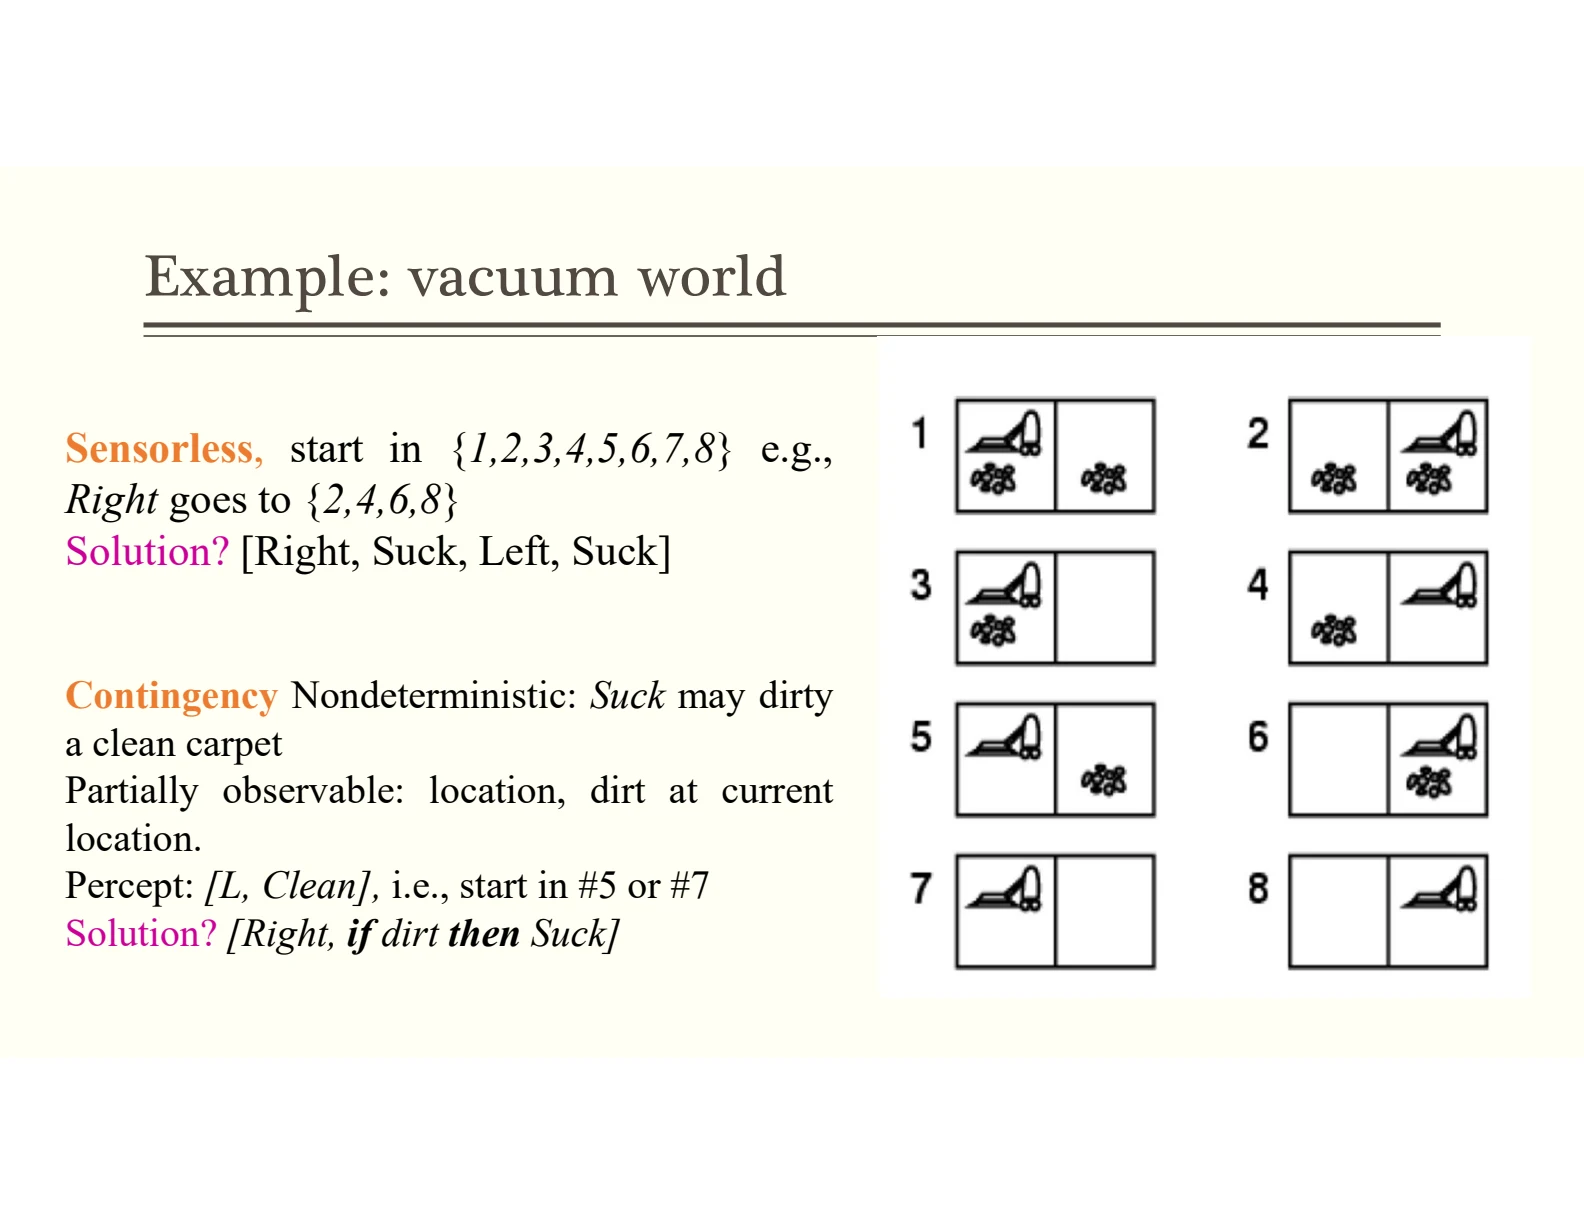 Example: vacuum world
Sensorless, start in {1,2,3,4,5,6,7,8} e.g.,
Right goes to {2,4,6,8}
Solution? [Right, Suck, Left, Suck]
Contingency Nondeterministic: Suck may dirty
a clean carpet
Partially observable: location, dirt at current
location.
Percept: [L, Clean], i.e., start in #5 or #7
Solution? [Right, if dirt then Suck]
1 2
3 4
5 6
7 8